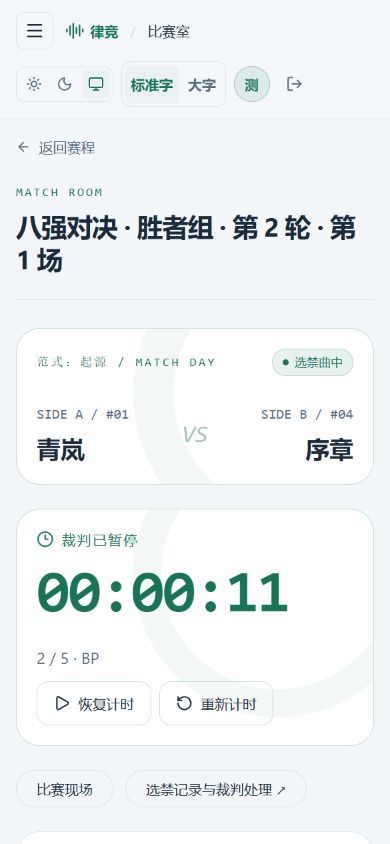 律竞 / 比赛室
标准字 大字 测
返回赛程
MATCH ROOM
八强对决 · 胜者组 · 第 2 轮 · 第
1 场
范式：起源 / MATCH DAY
选禁曲中
SIDE A / #01
SIDE B / #04
青岚
VS
序章
裁判已暂停
00:00:11
2 / 5 · BP
恢复计时
重新计时
比赛现场
选禁记录与裁判处理 ↗